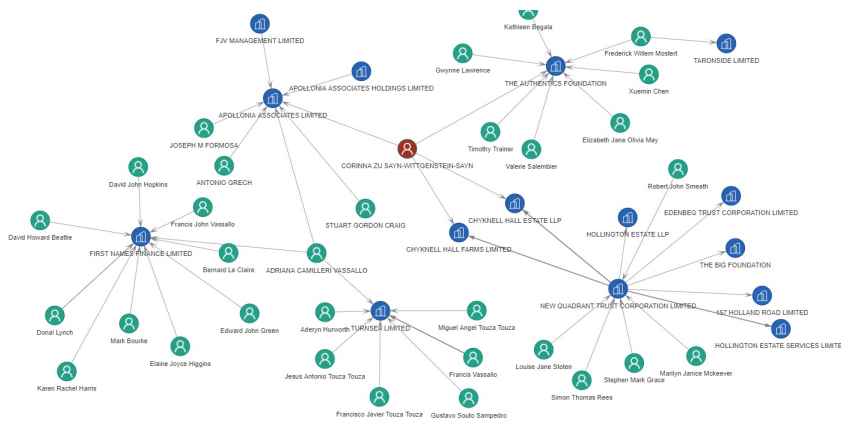 Kathleen Begala
FJV MANAGEMENT LIMITED
Frederick Willem Mostert
TARONSIDE LIMITED
Gwynne Lawrence
APOLLONIA ASSOCIATES HOLDINGS LIMITED
THE AUTHENTICS FOUNDATION
Xuemin Chen
APOLLONIA ASSOCIATES LIMITED
JOSEPH M FORMOSA
Timothy Trainer
Elizabeth Jane Olivia May
CORINNA ZU SAYN-WITTGENSTEIN-SAYN
Valerie Salembier
David John Hopkins
ANTONIO GRECH
Robert John Smeath
EDENBEG TRUST CORPORATION LIMITED
CHYKNELL HALL ESTATE LLP
Francis John Vassallo
STUART GORDON CRAIG
HOLLINGTON ESTATE LLP
David Howard Beattie
CHYKNELL HALL FARMS LIMITED
FIRST NAMES FINANCE LIMITED
THE BIG FOUNDATION
Bernard Le Claire
ADRIANA CAMILLERI VASSALLO
NEW QUADRANT TRUST CORPORATION LIMITED
157 HOLLAND ROAD LIMITED
Donal Lynch
Mark Bourke
Edward John Green
Aderyn Hurworth
TURNSER LIMITED
Miguel Angel Touza Touza
HOLLINGTON ESTATE SERVICES LIMITE
Elaine Joyce Higgins
Louise Jane Stoten
Marilyn Janice Mckeever
Jesus Antonio Touza Touza
Francis Vassallo
Stephen Mark Grace
Karen Rachel Harris
Simon Thomas Rees
Francisco Javier Touza Touza
Gustavo Souto Sampedro